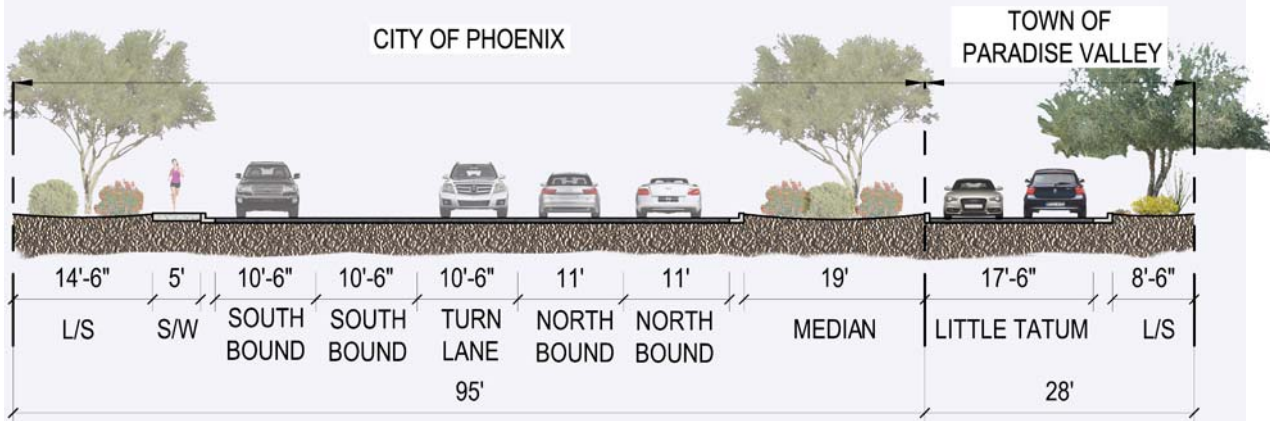 CITY OF PHOENIX
TOWN OF
PARADISE VALLEY
14'-6" 5' 10'-6" 10'-6" 10'-6" 11' 11' 19' 17'-6" 8'-6"
L/S S/W SOUTH BOUND SOUTH BOUND TURN LANE NORTH BOUND NORTH BOUND MEDIAN LITTLE TATUM L/S
95' 28'